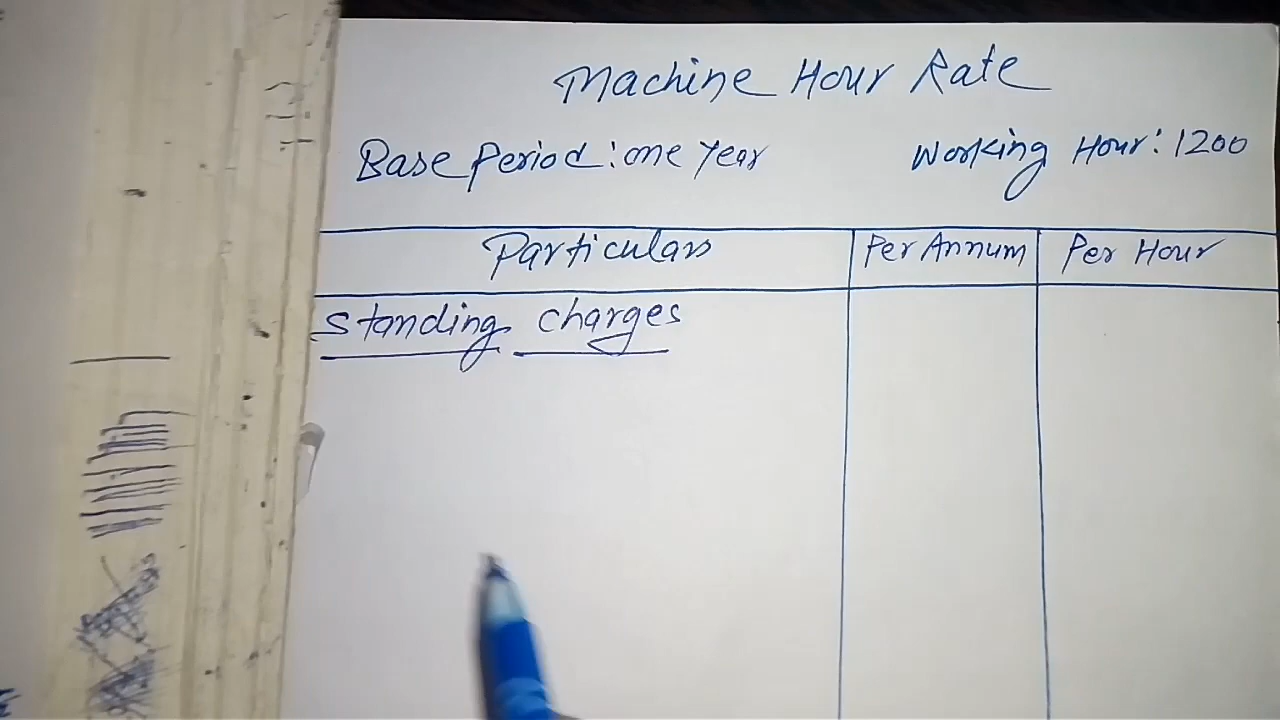 Machine Hour Rate
Base Period: one Year Working Hour: 1200
Particulars Per Annum Per Hour
Standing charges